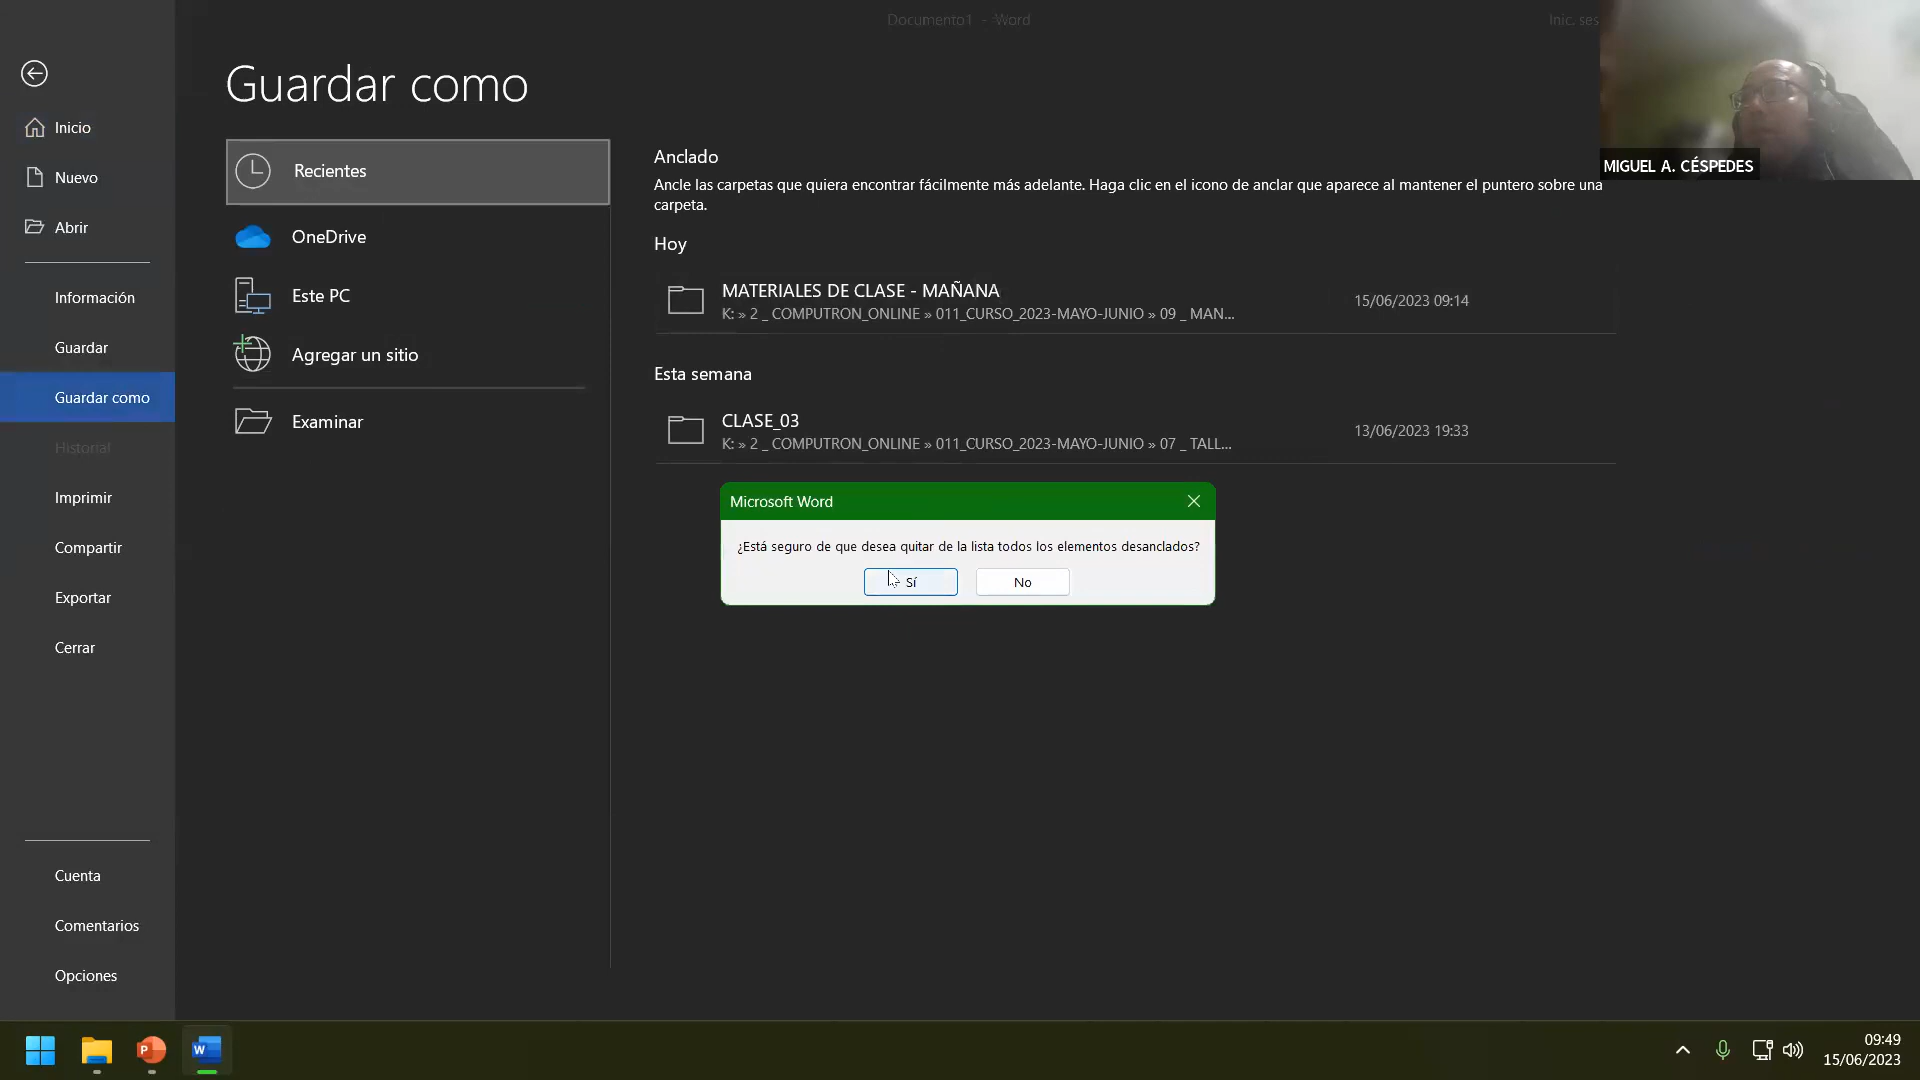 Documento1 - Word
Inic. ses
Guardar como
Inicio
Nuevo
Abrir
Información
Guardar
Guardar como
Historial
Imprimir
Compartir
Exportar
Cerrar
Cuenta
Comentarios
Opciones
Recientes
OneDrive
Este PC
Agregar un sitio
Examinar
Anclado
Ancle las carpetas que quiera encontrar fácilmente más adelante. Haga clic en el icono de anclar que aparece al mantener el puntero sobre una
carpeta.
Hoy
MATERIALES DE CLASE - MAÑANA
K: » 2 _ COMPUTRON_ONLINE » 011_CURSO_2023-MAYO-JUNIO » 09 _ MAN...
15/06/2023 09:14
Esta semana
CLASE_03
K: » 2 _ COMPUTRON_ONLINE » 011_CURSO_2023-MAYO-JUNIO » 07 _ TALL...
13/06/2023 19:33
Microsoft Word
¿Está seguro de que desea quitar de la lista todos los elementos desanclados?
Sí
No
MIGUEL A. CÉSPEDES
09:49
15/06/2023